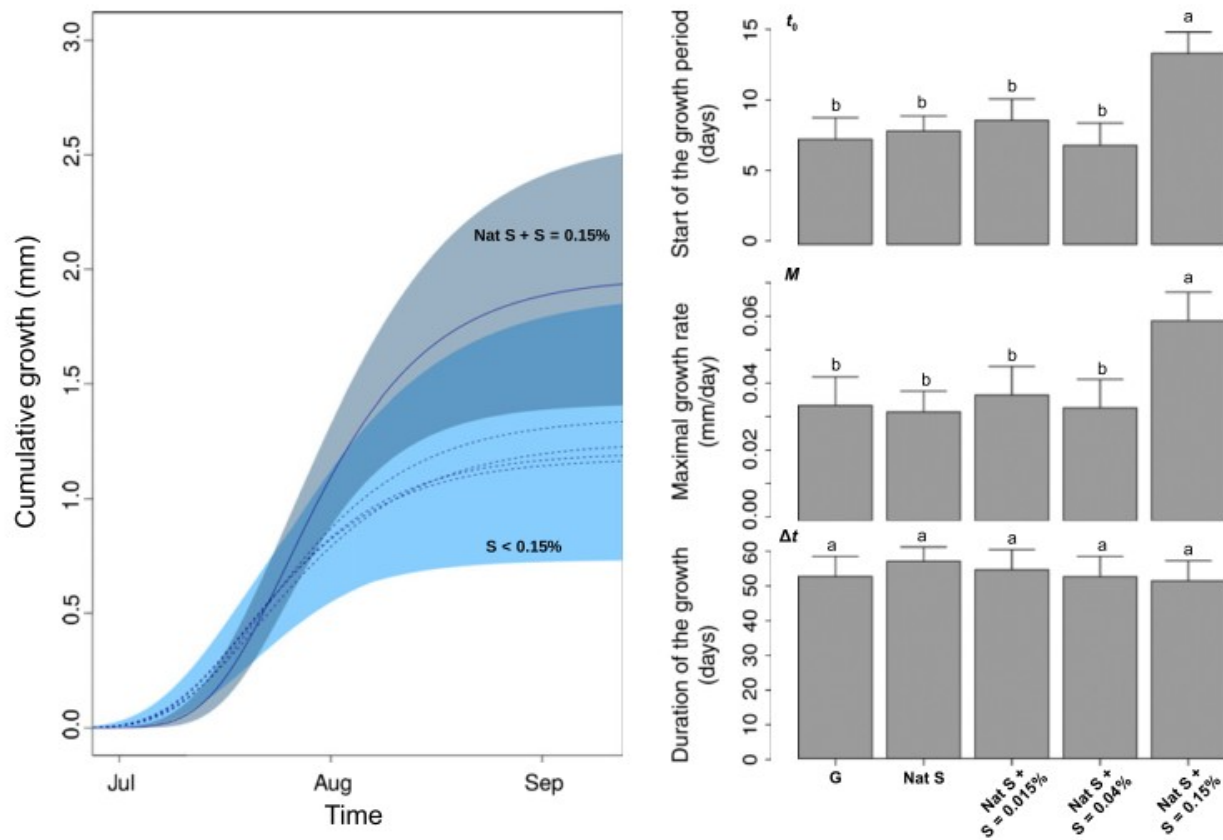 Cumulative growth (mm)
3.0
2.5
2.0
1.5
1.0
0.5
0.0
Nat S + S = 0.15%
S < 0.15%
Jul
Aug
Sep
Time
Start of the growth period
(days)
t₀
15
10
5
0
b
b
b
b
a
Maximal growth rate
(mm/day)
M
0.06
0.04
0.02
0.00
b
b
b
b
a
Duration of the growth
(days)
Δt
60
50
40
30
20
10
0
a
a
a
a
a
G
Nat S
Nat S +
S = 0.015%
Nat S +
S = 0.04%
Nat S +
S = 0.15%